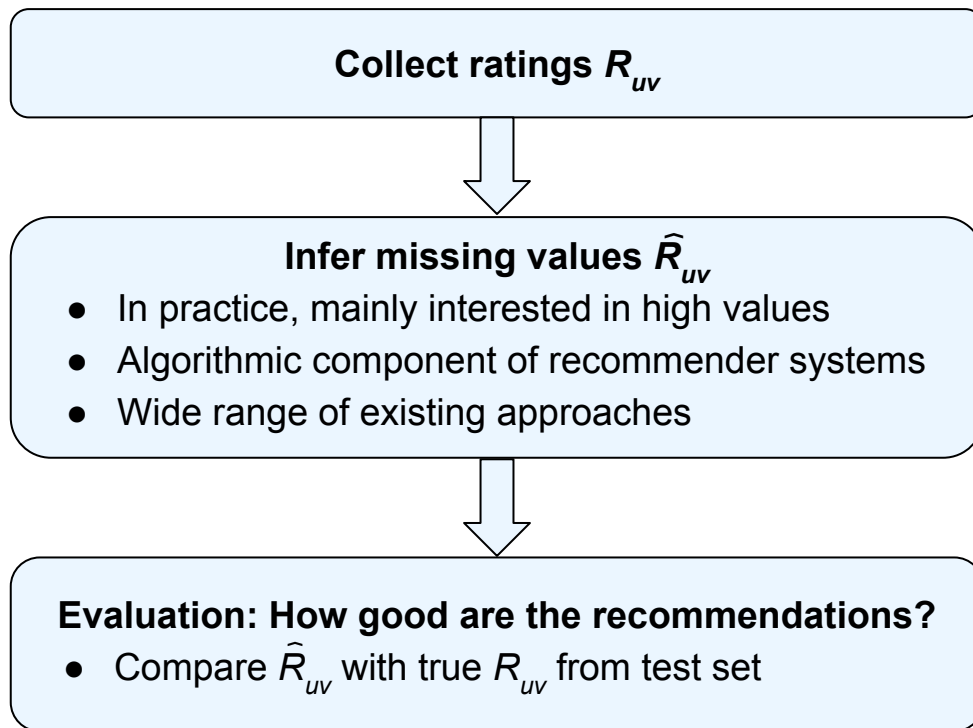 Collect ratings R_uv
Infer missing values R̂_uv
● In practice, mainly interested in high values
● Algorithmic component of recommender systems
● Wide range of existing approaches
Evaluation: How good are the recommendations?
● Compare R̂_uv with true R_uv from test set